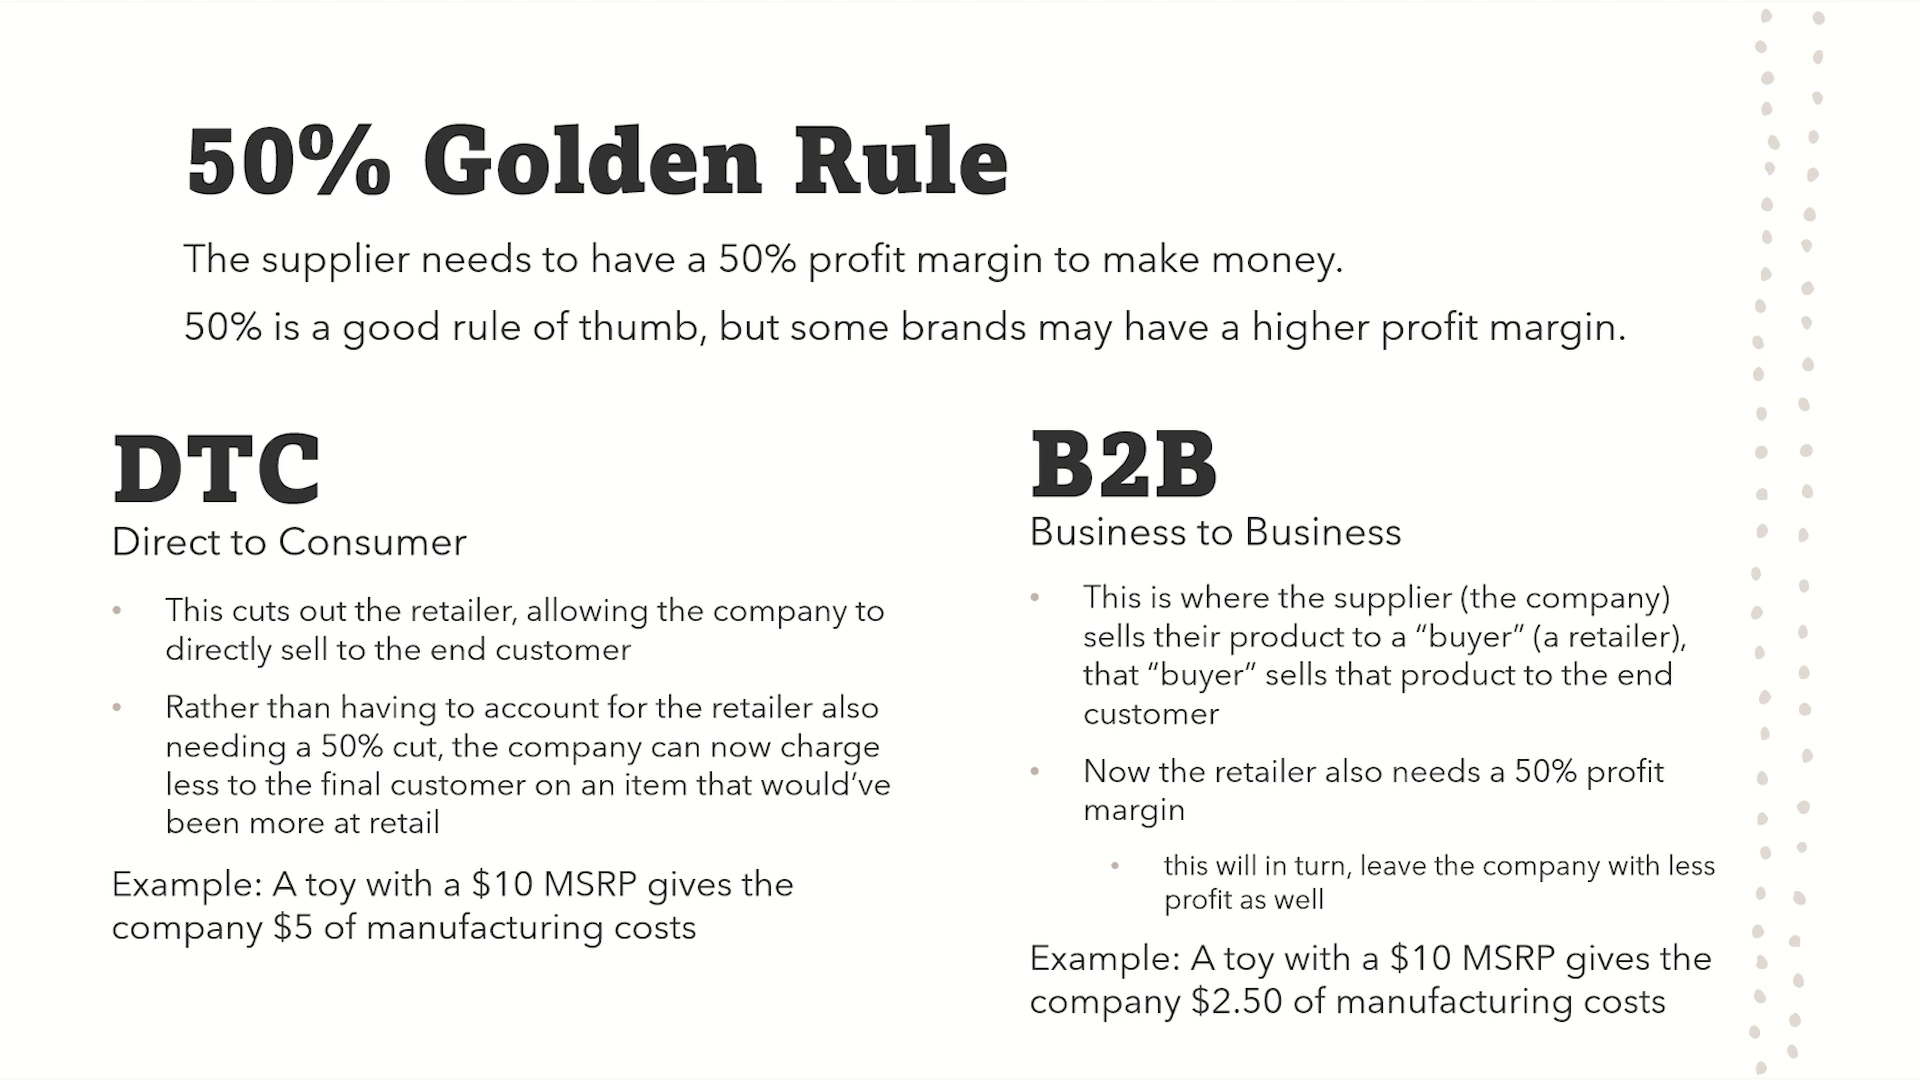 50% Golden Rule
The supplier needs to have a 50% profit margin to make money.
50% is a good rule of thumb, but some brands may have a higher profit margin.
DTC
Direct to Consumer
• This cuts out the retailer, allowing the company to
directly sell to the end customer
• Rather than having to account for the retailer also
needing a 50% cut, the company can now charge
less to the final customer on an item that would’ve
been more at retail
Example: A toy with a $10 MSRP gives the
company $5 of manufacturing costs
B2B
Business to Business
• This is where the supplier (the company)
sells their product to a “buyer” (a retailer),
that “buyer” sells that product to the end
customer
• Now the retailer also needs a 50% profit
margin
• this will in turn, leave the company with less
profit as well
Example: A toy with a $10 MSRP gives the
company $2.50 of manufacturing costs